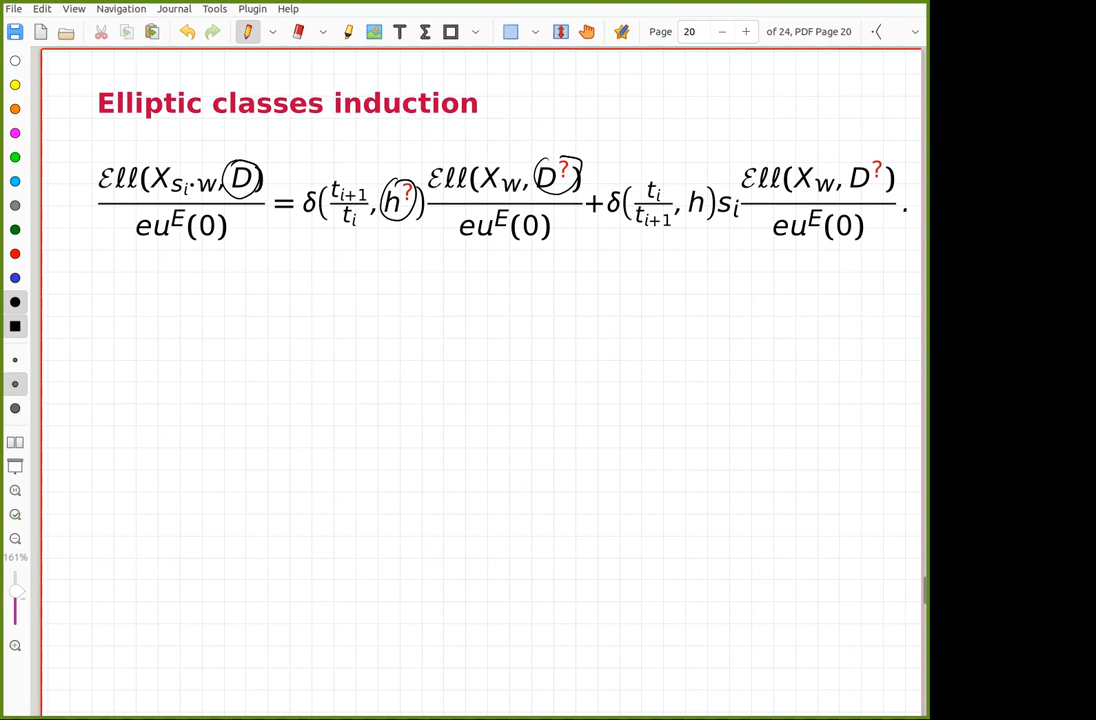 File Edit View Navigation Journal Tools Plugin Help
Page 20 of 24, PDF Page 20
Elliptic classes induction
ℰℓℓ(X_{s_i·w}, D) / eu^E(0) = δ(t_{i+1}/t_i, h^?) ℰℓℓ(X_w, D^?) / eu^E(0) + δ(t_i/t_{i+1}, h) s_i ℰℓℓ(X_w, D^?) / eu^E(0) .
161%